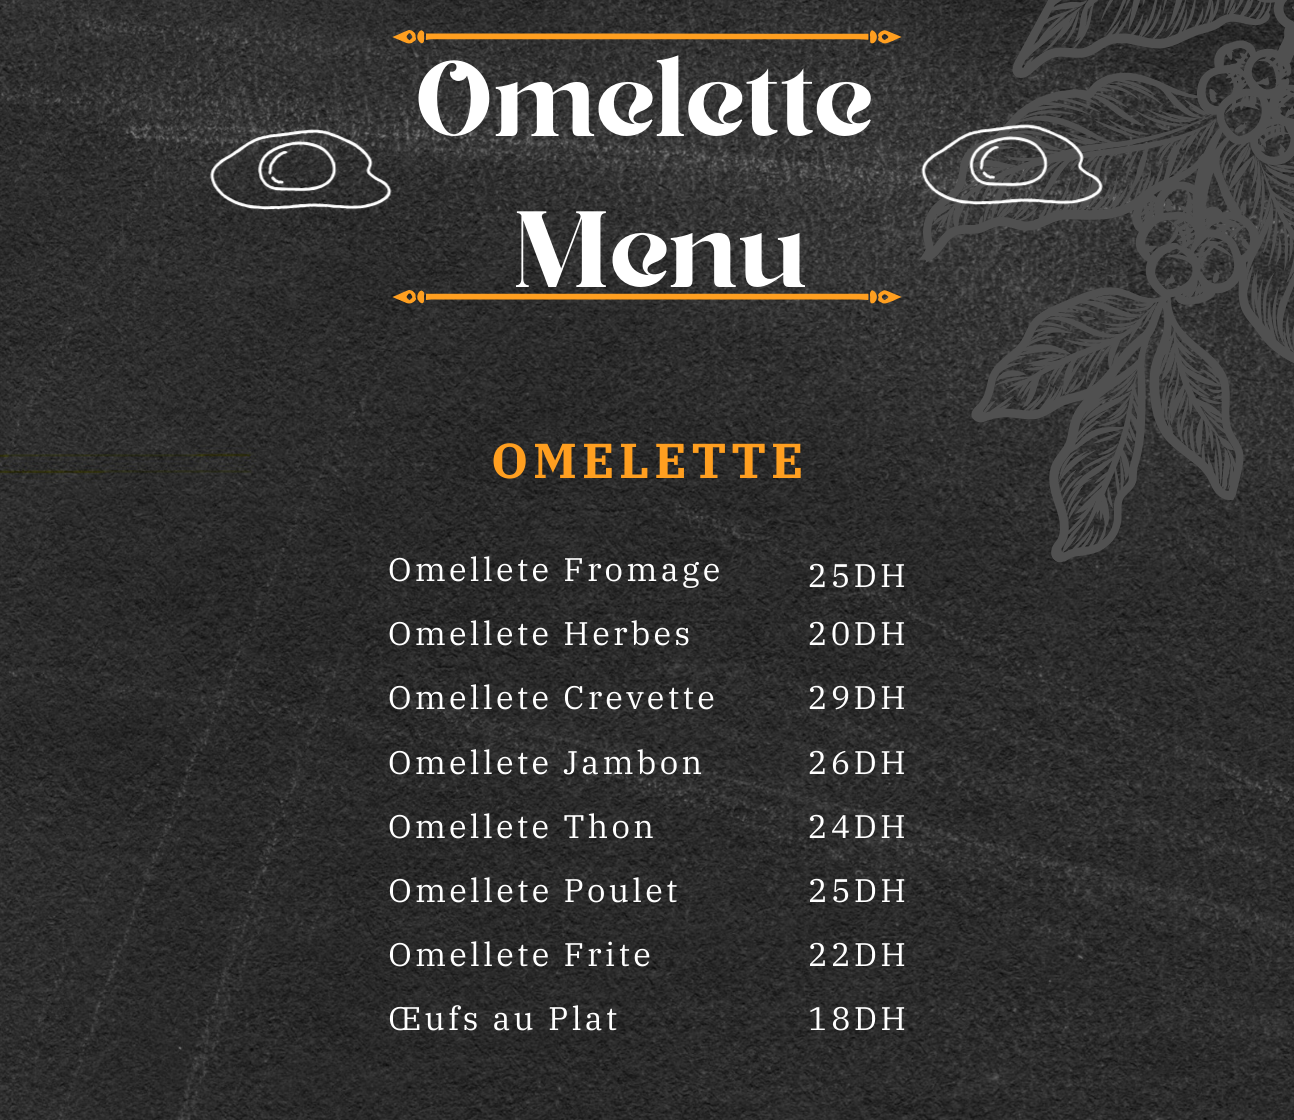 Omelette
Menu
OMELETTE
Omellete Fromage 25DH
Omellete Herbes 20DH
Omellete Crevette 29DH
Omellete Jambon 26DH
Omellete Thon 24DH
Omellete Poulet 25DH
Omellete Frite 22DH
Œufs au Plat 18DH